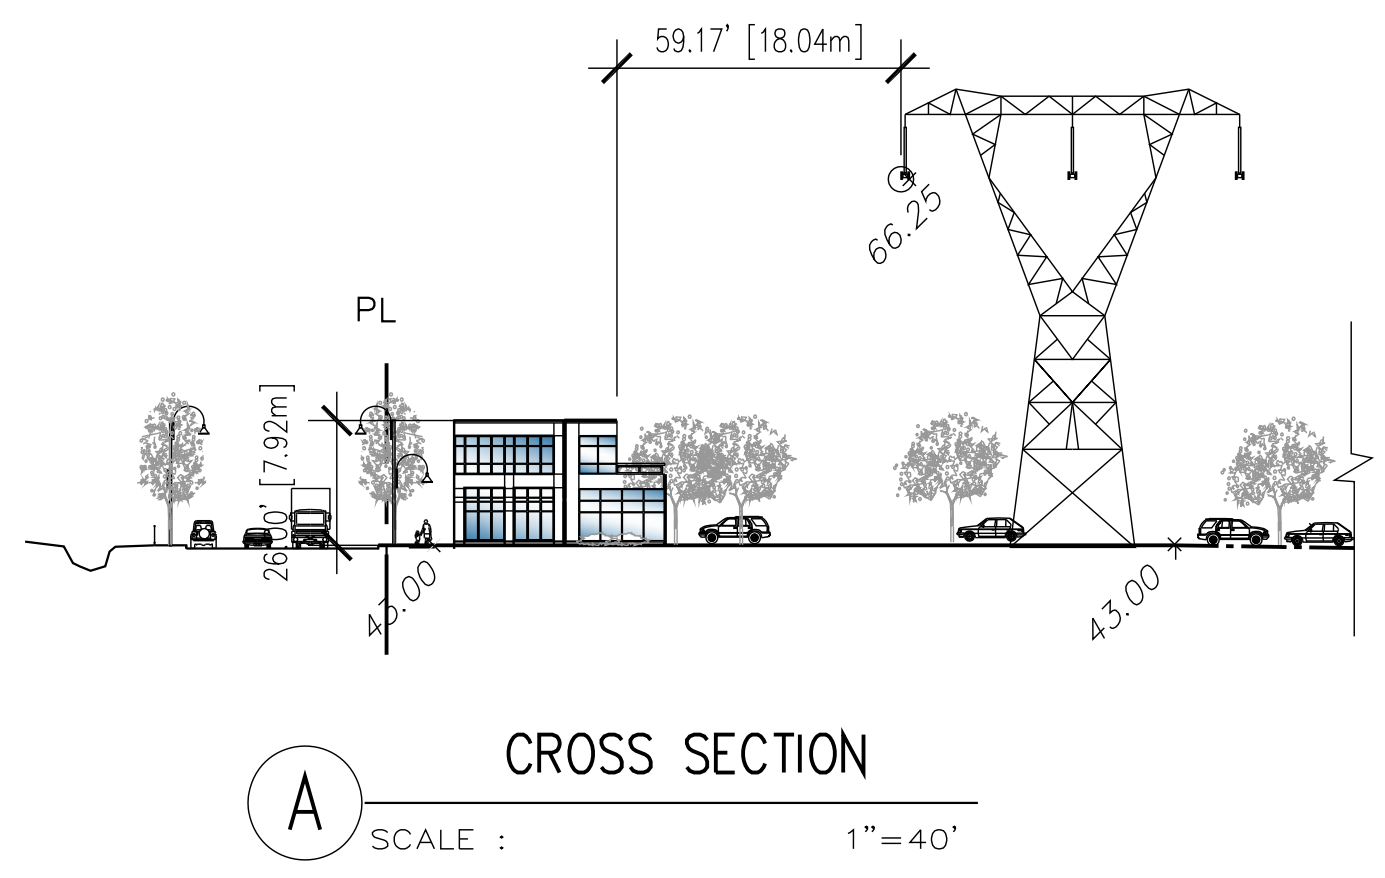 59.17' [18.04m]
66.25
PL
26.00' [7.92m]
43.00
43.00
CROSS SECTION
A
SCALE : 1"=40'